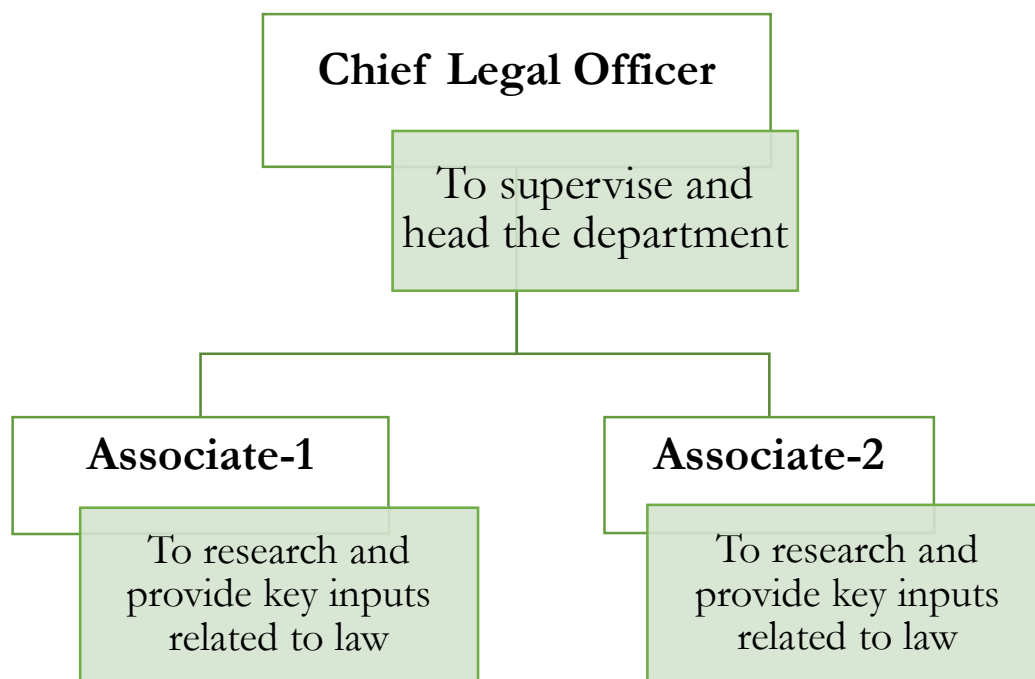 Chief Legal Officer
To supervise and
head the department
Associate-1
To research and
provide key inputs
related to law
Associate-2
To research and
provide key inputs
related to law